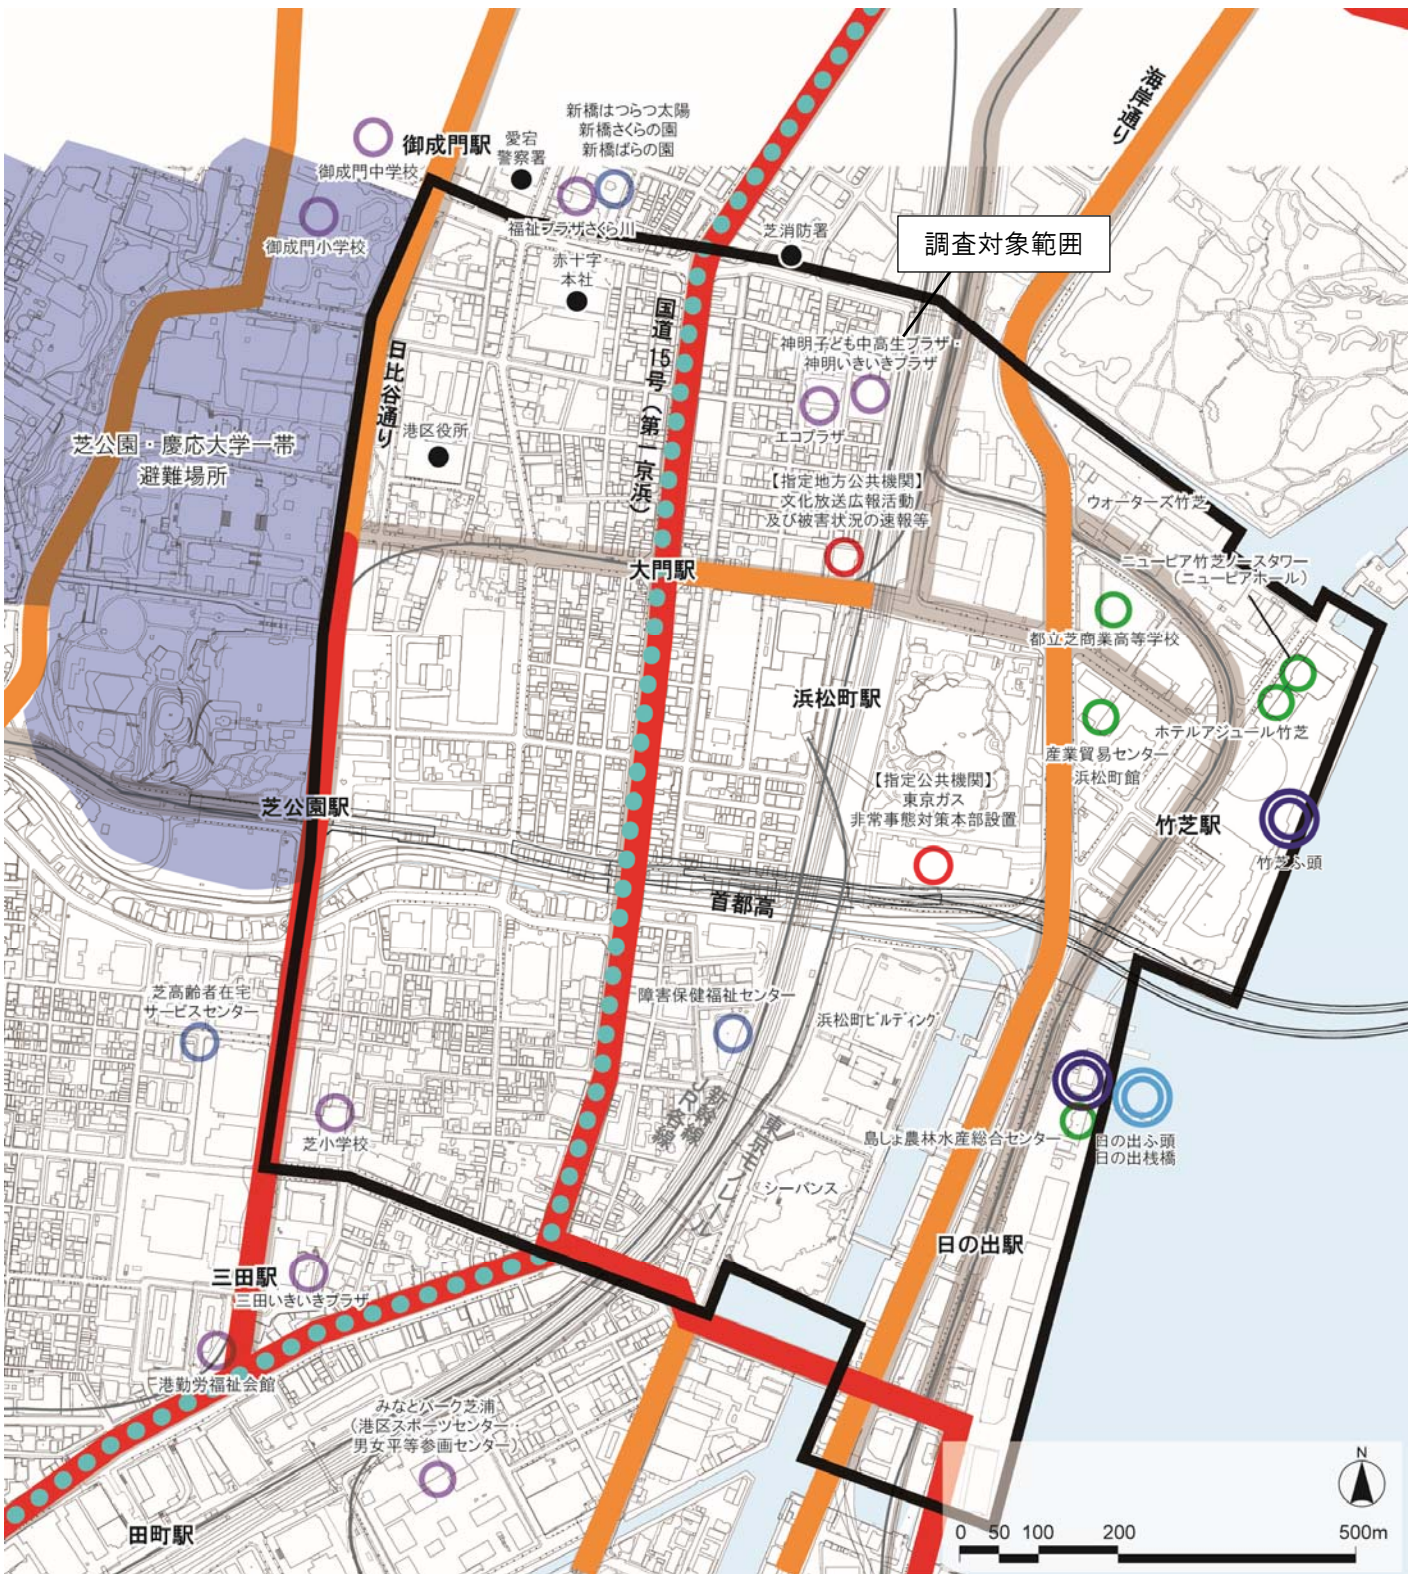 海岸通り
新橋はつらつ太陽
新橋さくらの園
新橋ばらの園
御成門駅
愛宕
警察署
御成門中学校
御成門小学校
福祉プラザさくら川
芝消防署
調査対象範囲
赤十字
本社
国道15号（第一京浜）
日比谷通り
神明子ども中高生プラザ・
神明いきいきプラザ
港区役所
エコプラザ
芝公園・慶応大学一帯
避難場所
【指定地方公共機関】
文化放送広報活動
及び被害状況の速報等
ウォーターズ竹芝
ニューピア竹芝ノースタワー
（ニューピアホール）
大門駅
都立芝商業高等学校
浜松町駅
ホテルアジュール竹芝
産業貿易センター
浜松町館
【指定公共機関】
東京ガス
非常事態対策本部設置
芝公園駅
竹芝駅
竹芝ふ頭
首都高
芝高齢者在宅
サービスセンター
障害保健福祉センター
浜松町ビルディング
新幹線
JR各線
東京モノレール
芝小学校
島しょ農林水産総合センター
日の出ふ頭
日の出桟橋
シーバンス
日の出駅
三田駅
三田いきいきプラザ
港勤労福祉会館
みなとパーク芝浦
（港区スポーツセンター・
男女平等参画センター）
田町駅
N
0 50 100 200 500m